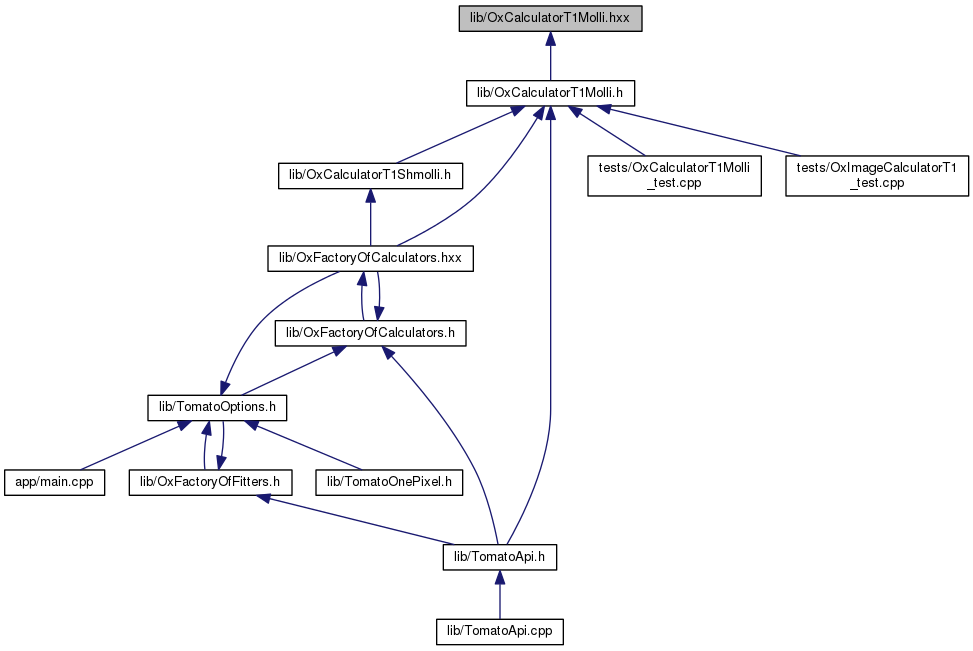 lib/OxCalculatorT1Molli.hxx
lib/OxCalculatorT1Molli.h
lib/OxCalculatorT1Shmolli.h
tests/OxCalculatorT1Molli
_test.cpp
tests/OxImageCalculatorT1
_test.cpp
lib/OxFactoryOfCalculators.hxx
lib/OxFactoryOfCalculators.h
lib/TomatoOptions.h
app/main.cpp
lib/OxFactoryOfFitters.h
lib/TomatoOnePixel.h
lib/TomatoApi.h
lib/TomatoApi.cpp